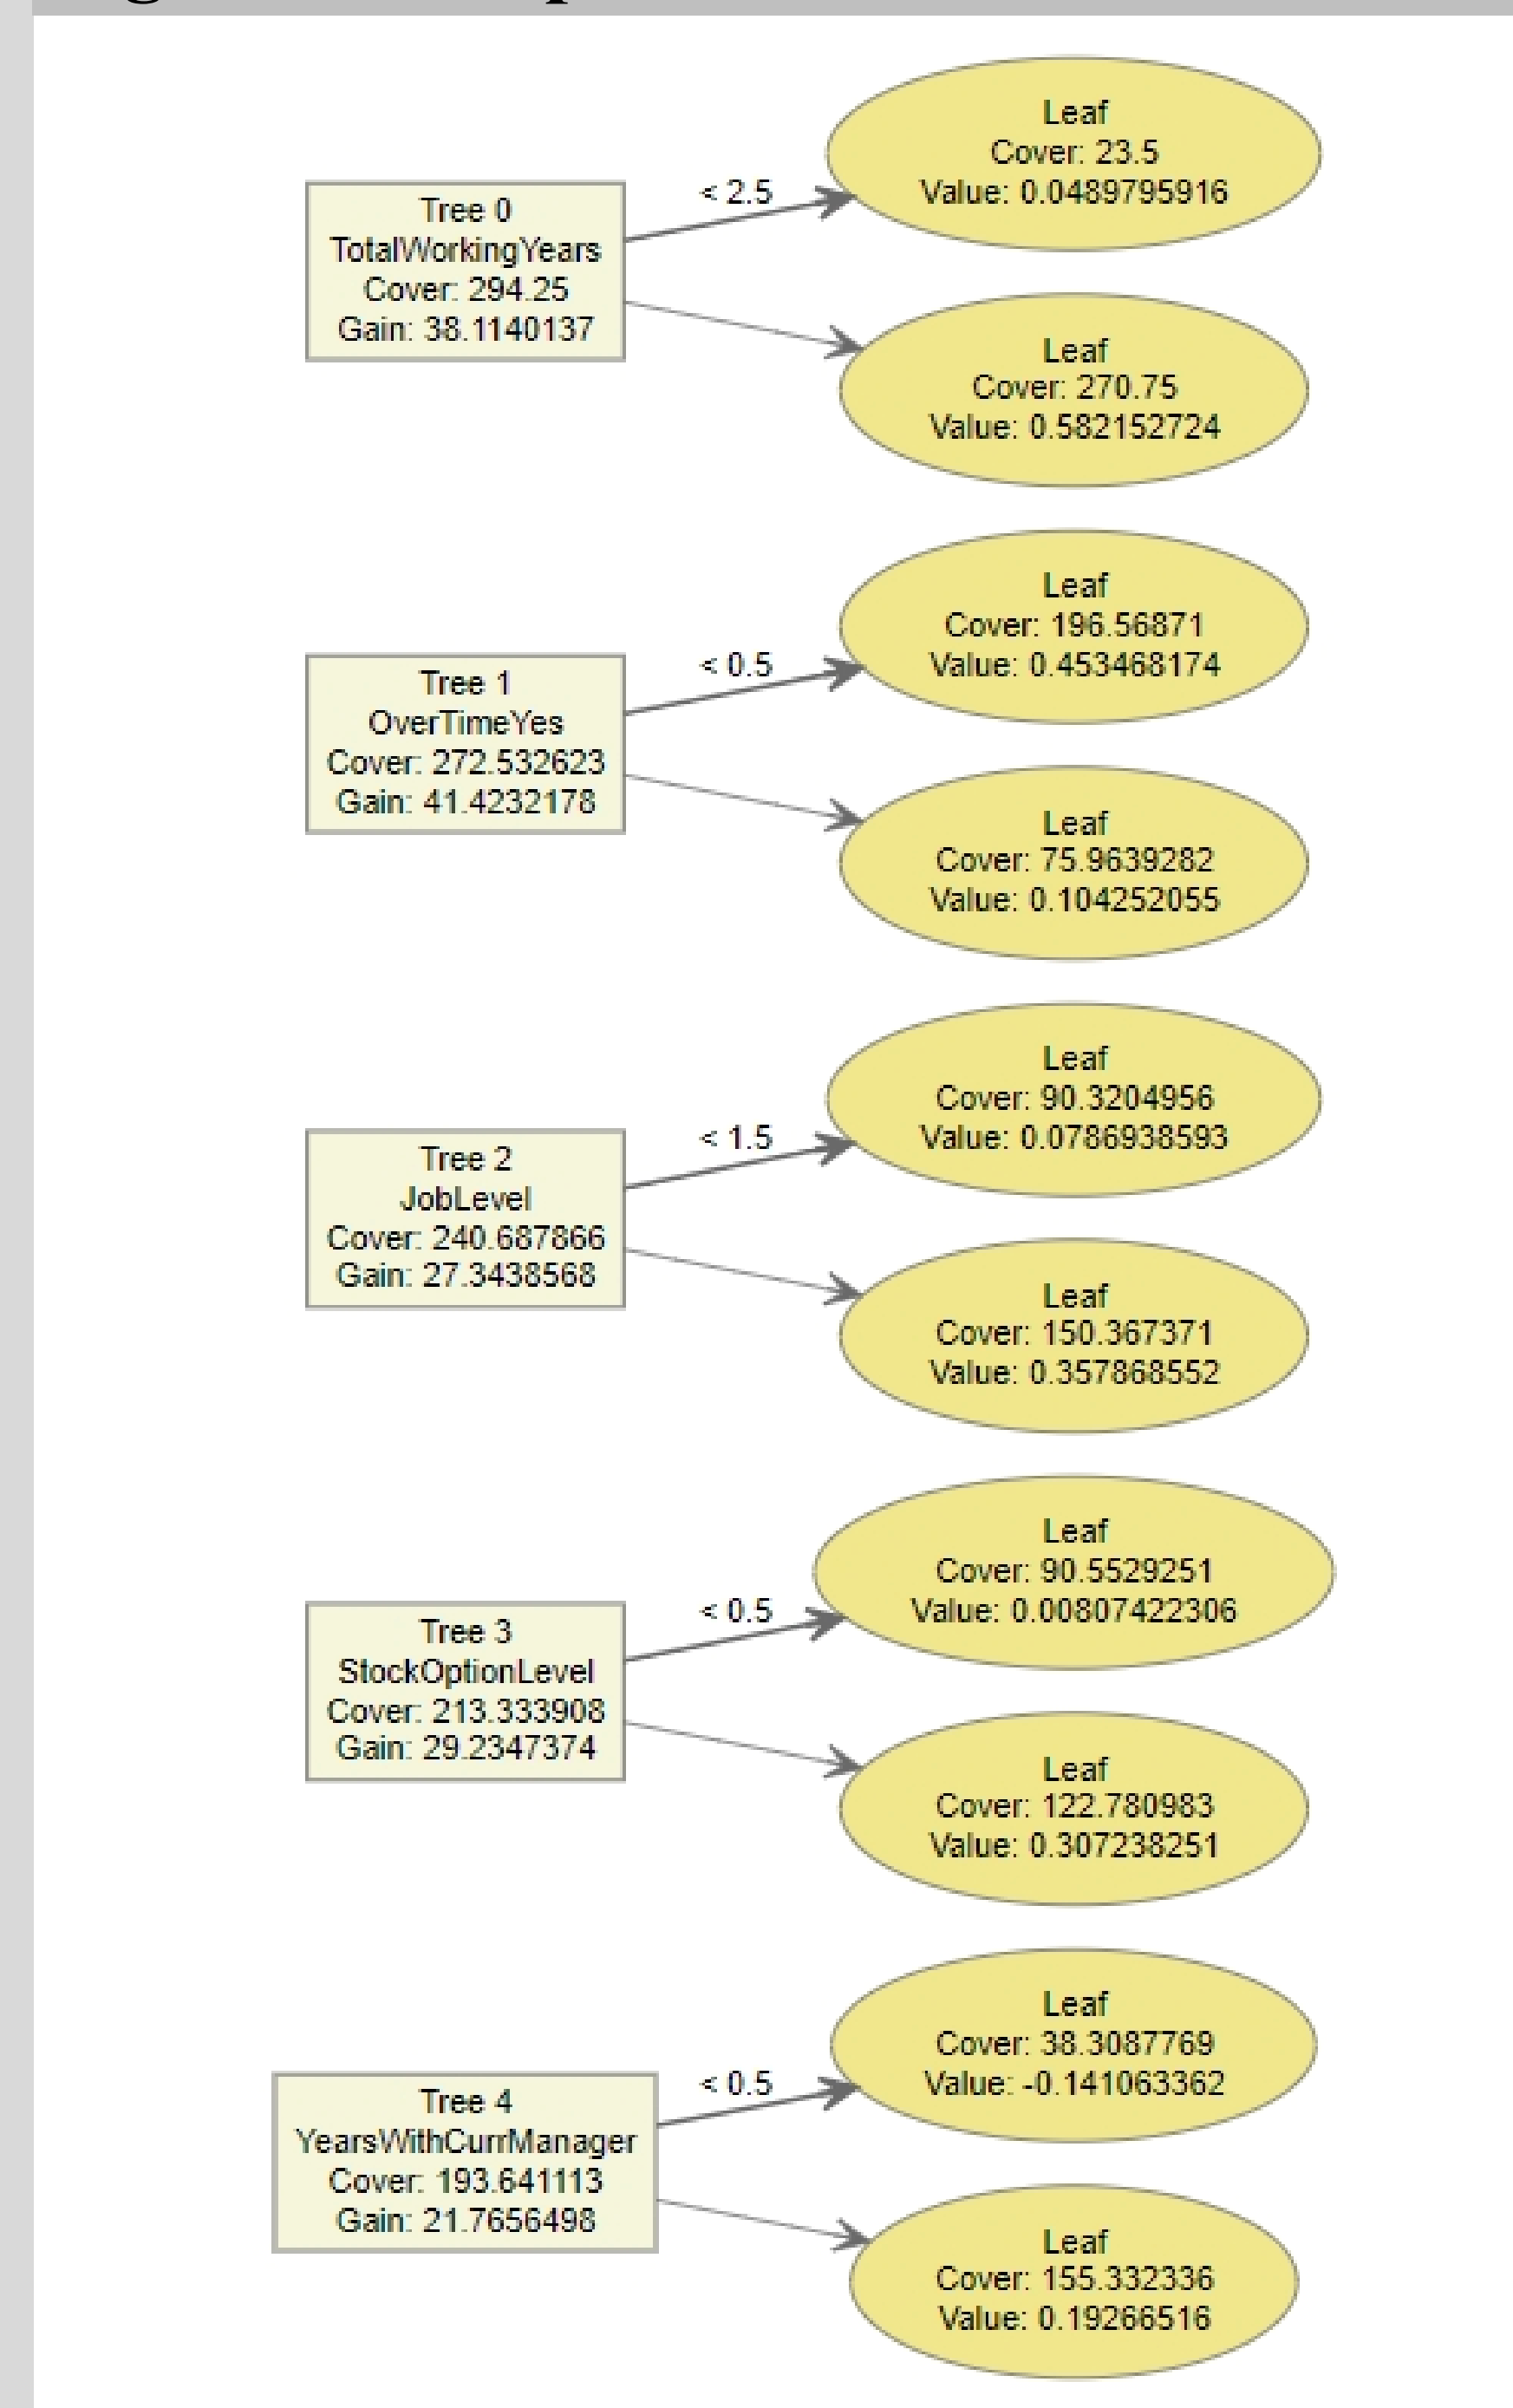 Tree 0
TotalWorkingYears
Cover: 294.25
Gain: 38.1140137
< 2.5
Leaf
Cover: 23.5
Value: 0.0489795916
Leaf
Cover: 270.75
Value: 0.582152724
Tree 1
OverTimeYes
Cover: 272.532623
Gain: 41.4232178
< 0.5
Leaf
Cover: 196.56871
Value: 0.453468174
Leaf
Cover: 75.9639282
Value: 0.104252055
Tree 2
JobLevel
Cover: 240.687866
Gain: 27.3438568
< 1.5
Leaf
Cover: 90.3204956
Value: 0.0786938593
Leaf
Cover: 150.367371
Value: 0.357868552
Tree 3
StockOptionLevel
Cover: 213.333908
Gain: 29.2347374
< 0.5
Leaf
Cover: 90.5529251
Value: 0.00807422306
Leaf
Cover: 122.780983
Value: 0.307238251
Tree 4
YearsWithCurrManager
Cover: 193.641113
Gain: 21.7656498
< 0.5
Leaf
Cover: 38.3087769
Value: -0.141063362
Leaf
Cover: 155.332336
Value: 0.19266516